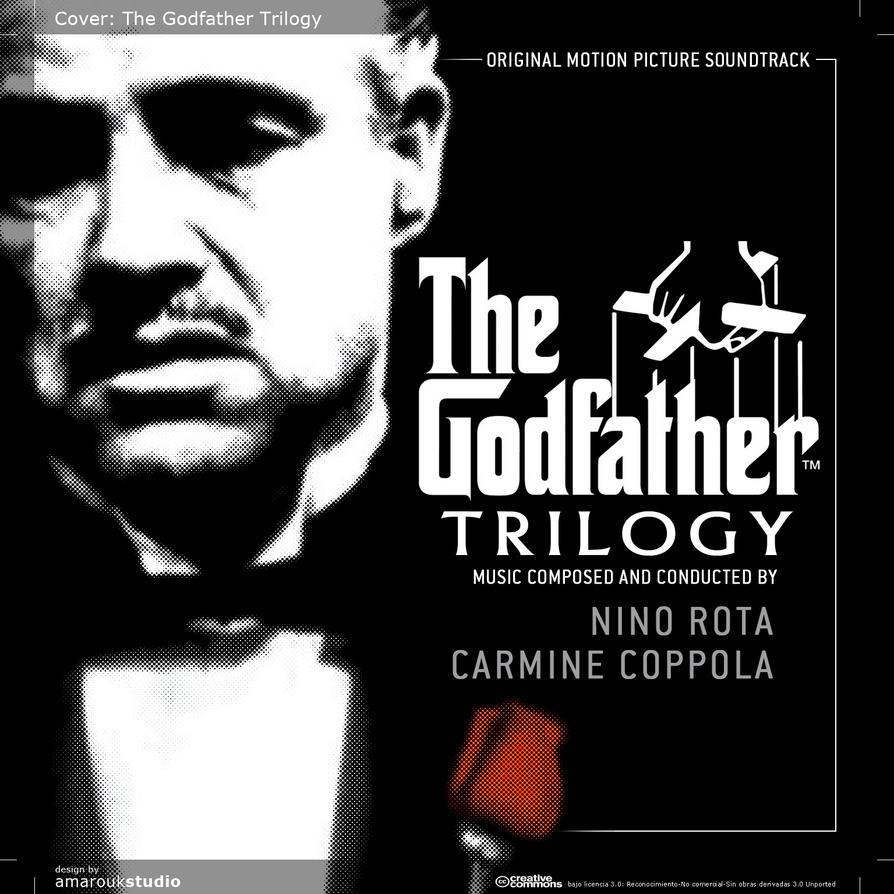 Cover: The Godfather Trilogy
ORIGINAL MOTION PICTURE SOUNDTRACK
The
Godfather™
TRILOGY
MUSIC COMPOSED AND CONDUCTED BY
NINO ROTA
CARMINE COPPOLA
design by
amaroukstudio
cc creative commons bajo licencia 3.0: Reconocimiento-No comercial-Sin obras derivadas 3.0 Unported